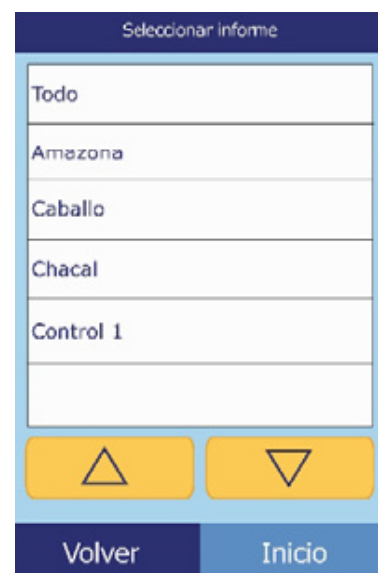 Seleccionar informe
Todo
Amazona
Caballo
Chacal
Control 1
Volver Inicio